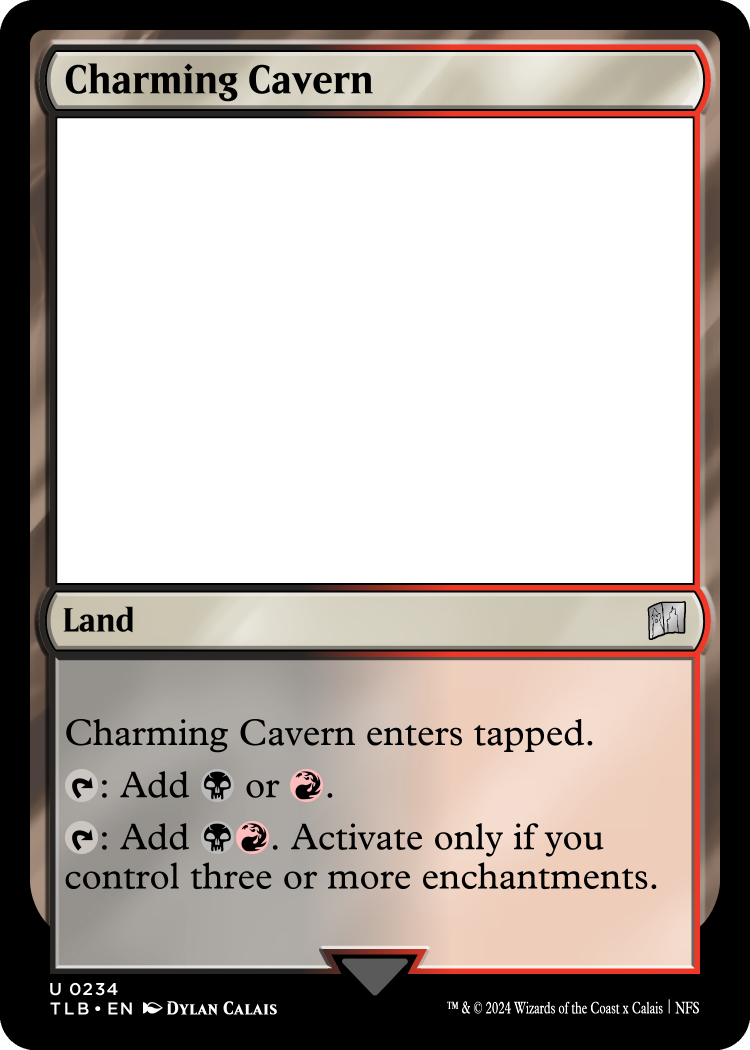 Charming Cavern
Land
Charming Cavern enters tapped.
: Add or .
: Add . Activate only if you
control three or more enchantments.
U 0234
TLB • EN DYLAN CALAIS
™ & © 2024 Wizards of the Coast x Calais | NFS